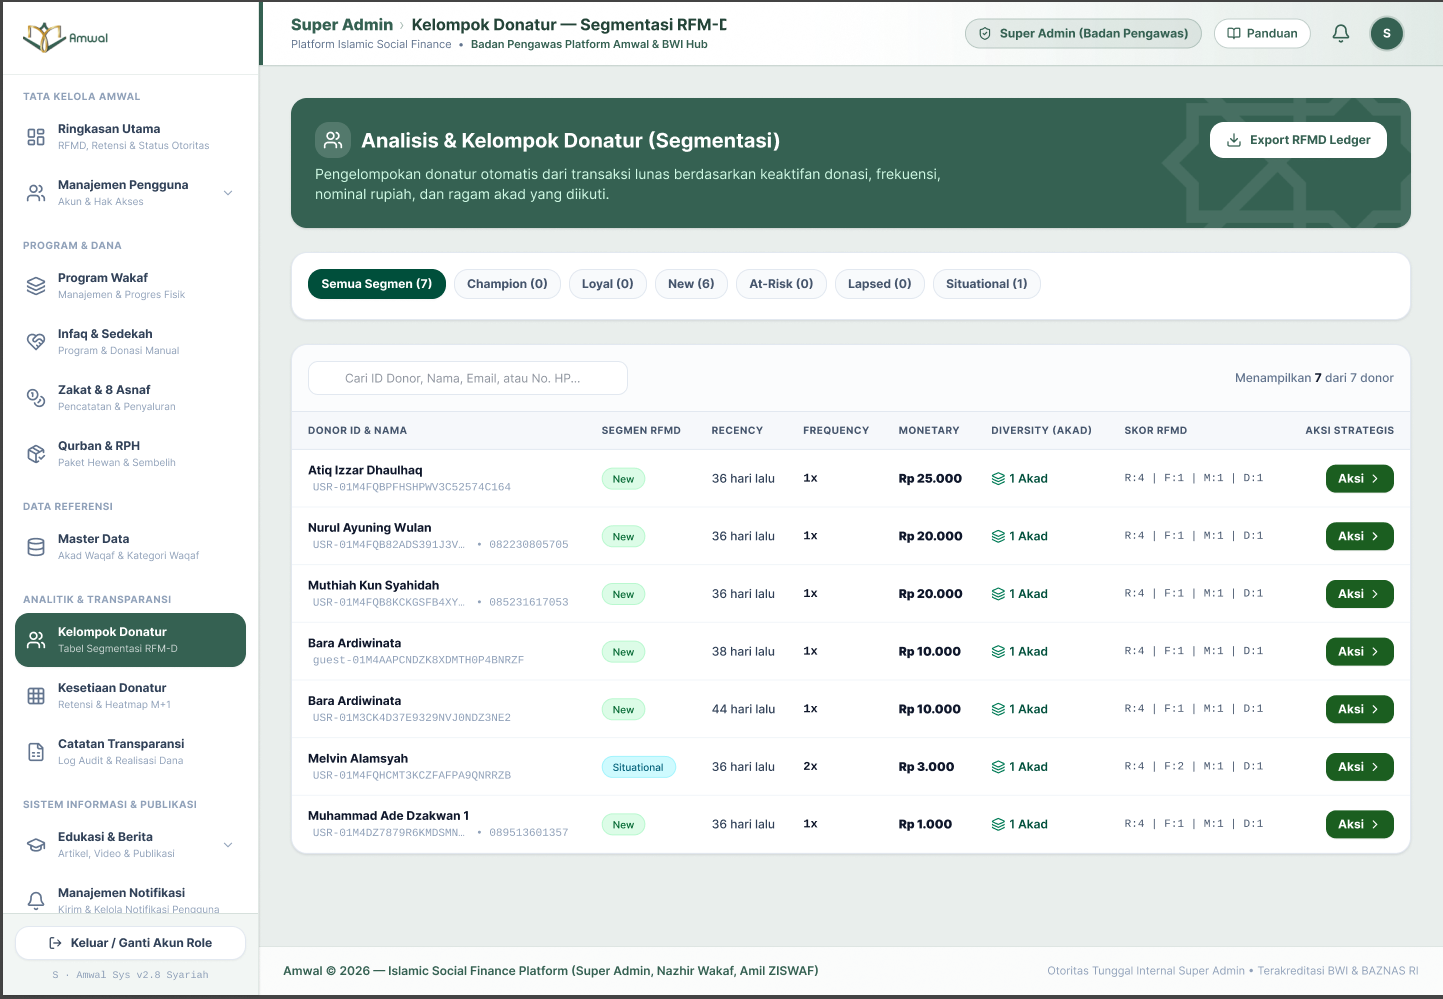 Amwal
TATA KELOLA AMWAL
Ringkasan Utama
RFMD, Retensi & Status Otoritas
Manajemen Pengguna
Akun & Hak Akses
PROGRAM & DANA
Program Wakaf
Manajemen & Progres Fisik
Infaq & Sedekah
Program & Donasi Manual
Zakat & 8 Asnaf
Pencatatan & Penyaluran
Qurban & RPH
Paket Hewan & Sembelih
DATA REFERENSI
Master Data
Akad Waqaf & Kategori Waqaf
ANALITIK & TRANSPARANSI
Kelompok Donatur
Tabel Segmentasi RFM-D
Kesetiaan Donatur
Retensi & Heatmap M+1
Catatan Transparansi
Log Audit & Realisasi Dana
SISTEM INFORMASI & PUBLIKASI
Edukasi & Berita
Artikel, Video & Publikasi
Manajemen Notifikasi
Kirim & Kelola Notifikasi Pengguna
Keluar / Ganti Akun Role
S · Amwal Sys v2.8 Syariah
Super Admin › Kelompok Donatur — Segmentasi RFM-D
Platform Islamic Social Finance • Badan Pengawas Platform Amwal & BWI Hub
Super Admin (Badan Pengawas)
Panduan
S
Analisis & Kelompok Donatur (Segmentasi)
Pengelompokan donatur otomatis dari transaksi lunas berdasarkan keaktifan donasi, frekuensi,
nominal rupiah, dan ragam akad yang diikuti.
Export RFMD Ledger
Semua Segmen (7) Champion (0) Loyal (0) New (6) At-Risk (0) Lapsed (0) Situational (1)
Cari ID Donor, Nama, Email, atau No. HP...
Menampilkan 7 dari 7 donor
DONOR ID & NAMA SEGMEN RFMD RECENCY FREQUENCY MONETARY DIVERSITY (AKAD) SKOR RFMD AKSI STRATEGIS
Atiq Izzar Dhaulhaq
USR-01M4FQBPFHSHPWV3C52574C164
New 36 hari lalu 1x Rp 25.000 1 Akad R:4 | F:1 | M:1 | D:1 Aksi
Nurul Ayuning Wulan
USR-01M4FQB82ADS391J3V… • 082230805705
New 36 hari lalu 1x Rp 20.000 1 Akad R:4 | F:1 | M:1 | D:1 Aksi
Muthiah Kun Syahidah
USR-01M4FQB8KCKGSFB4XY… • 085231617053
New 36 hari lalu 1x Rp 20.000 1 Akad R:4 | F:1 | M:1 | D:1 Aksi
Bara Ardiwinata
guest-01M4AAPCNDZK8XDMTH0P4BNRZF
New 38 hari lalu 1x Rp 10.000 1 Akad R:4 | F:1 | M:1 | D:1 Aksi
Bara Ardiwinata
USR-01M3CK4D37E9329NVJ0NDZ3NE2
New 44 hari lalu 1x Rp 10.000 1 Akad R:4 | F:1 | M:1 | D:1 Aksi
Melvin Alamsyah
USR-01M4FQHCMT3KCZFAFPA9QNRRZB
Situational 36 hari lalu 2x Rp 3.000 1 Akad R:4 | F:2 | M:1 | D:1 Aksi
Muhammad Ade Dzakwan 1
USR-01M4DZ7879R6KMDSMN… • 089513601357
New 36 hari lalu 1x Rp 1.000 1 Akad R:4 | F:1 | M:1 | D:1 Aksi
Amwal © 2026 — Islamic Social Finance Platform (Super Admin, Nazhir Wakaf, Amil ZISWAF)
Otoritas Tunggal Internal Super Admin • Terakreditasi BWI & BAZNAS RI